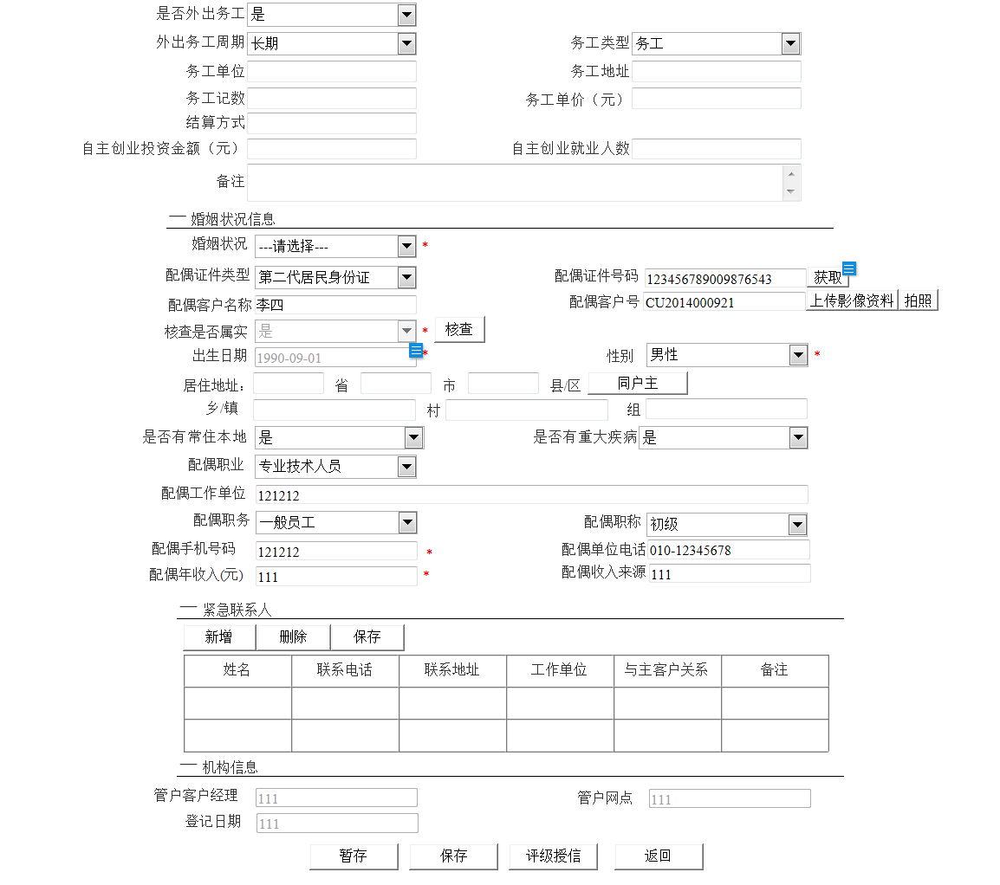 是否外出务工 是
外出务工周期 长期 务工类型 务工
务工单位 务工地址
务工记数 务工单价（元）
结算方式
自主创业投资金额（元） 自主创业就业人数
备注
一 婚姻状况信息
婚姻状况 ---请选择--- *
配偶证件类型 第二代居民身份证 配偶证件号码 123456789009876543 获取
配偶客户名称 李四 配偶客户号 CU2014000921 上传影像资料 拍照
核查是否属实 是 * 核查
出生日期 1990-09-01 * 性别 男性 *
居住地址： 省 市 县/区 同户主
乡/镇 村 组
是否有常住本地 是 是否有重大疾病 是
配偶职业 专业技术人员
配偶工作单位 121212
配偶职务 一般员工 配偶职称 初级
配偶手机号码 121212 * 配偶单位电话 010-12345678
配偶年收入(元) 111 * 配偶收入来源 111
一 紧急联系人
新增 删除 保存
姓名 联系电话 联系地址 工作单位 与主客户关系 备注
一 机构信息
管户客户经理 111 管户网点 111
登记日期 111
暂存 保存 评级授信 返回